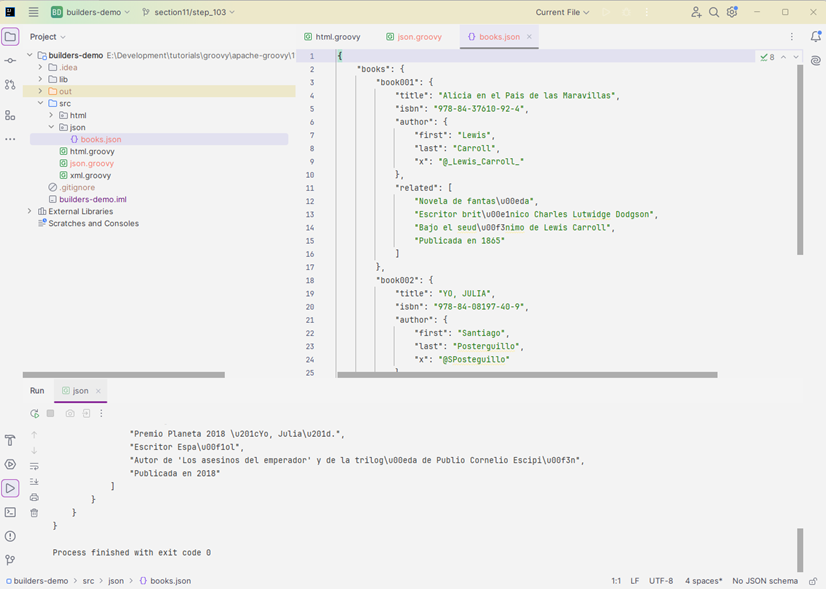 BD builders-demo section11/step_103 Current File
Project
builders-demo E:\Development\tutorials\groovy\apache-groovy\1
.idea
lib
out
src
html
json
books.json
html.groovy
json.groovy
xml.groovy
.gitignore
builders-demo.iml
External Libraries
Scratches and Consoles
html.groovy json.groovy books.json
8
1 {
2 "books": {
3 "book001": {
4 "title": "Alicia en el Pais de las Maravillas",
5 "isbn": "978-84-37610-92-4",
6 "author": {
7 "first": "Lewis",
8 "last": "Carroll",
9 "x": "@_Lewis_Carroll_"
10 },
11 "related": [
12 "Novela de fantas\u00eda",
13 "Escritor brit\u00e1nico Charles Lutwidge Dodgson",
14 "Bajo el seud\u00f3nimo de Lewis Carroll",
15 "Publicada en 1865"
16 ]
17 },
18 "book002": {
19 "title": "YO, JULIA",
20 "isbn": "978-84-08197-40-9",
21 "author": {
22 "first": "Santiago",
23 "last": "Posterguillo",
24 "x": "@SPosteguillo"
25
Run json
"Premio Planeta 2018 \u201cYo, Julia\u201d.",
"Escritor Espa\u00f1ol",
"Autor de 'Los asesinos del emperador' y de la trilog\u00eda de Publio Cornelio Escipi\u00f3n",
"Publicada en 2018"
]
}
}
}
Process finished with exit code 0
builders-demo > src > json > books.json 1:1 LF UTF-8 4 spaces* No JSON schema